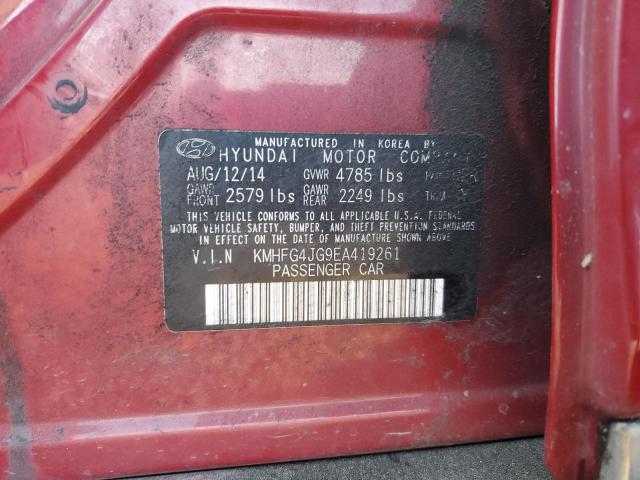 MANUFACTURED IN KOREA BY
HYUNDAI MOTOR COMPANY
AUG/12/14 GVWR 4785 lbs
GAWR FRONT 2579 lbs GAWR REAR 2249 lbs
THIS VEHICLE CONFORMS TO ALL APPLICABLE U.S.A. FEDERAL
MOTOR VEHICLE SAFETY, BUMPER, AND THEFT PREVENTION STANDARDS
IN EFFECT ON THE DATE OF MANUFACTURE SHOWN ABOVE.
V.I.N KMHFG4JG9EA419261
PASSENGER CAR